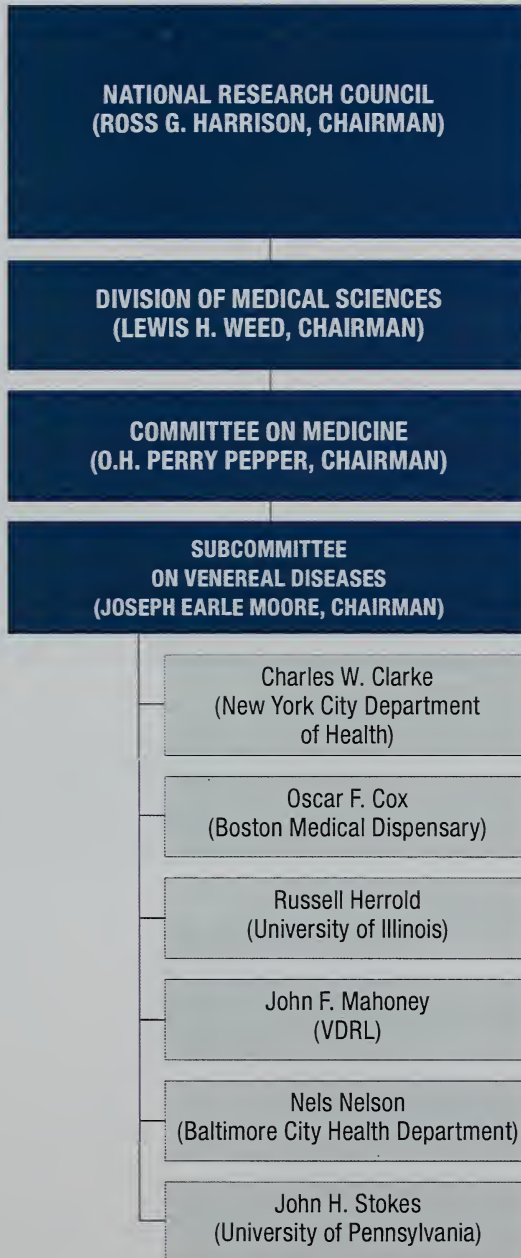 NATIONAL RESEARCH COUNCIL
(ROSS G. HARRISON, CHAIRMAN)
DIVISION OF MEDICAL SCIENCES
(LEWIS H. WEED, CHAIRMAN)
COMMITTEE ON MEDICINE
(O.H. PERRY PEPPER, CHAIRMAN)
SUBCOMMITTEE
ON VENEREAL DISEASES
(JOSEPH EARLE MOORE, CHAIRMAN)
Charles W. Clarke
(New York City Department
of Health)
Oscar F. Cox
(Boston Medical Dispensary)
Russell Herrold
(University of Illinois)
John F. Mahoney
(VDRL)
Nels Nelson
(Baltimore City Health Department)
John H. Stokes
(University of Pennsylvania)